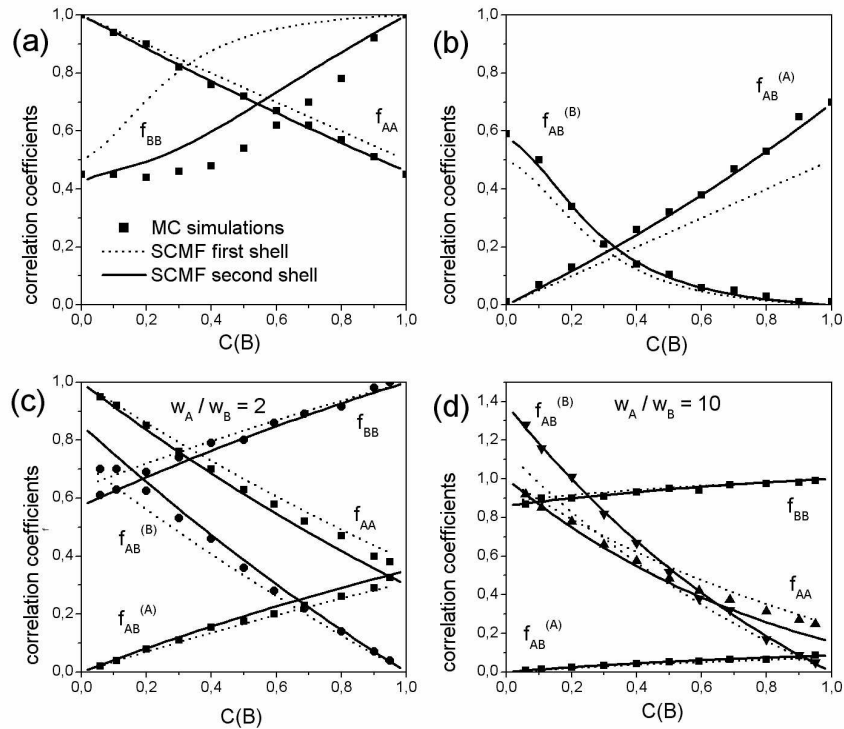 (a)
correlation coefficients
1,0
0,8
0,6
0,4
0,2
0,0
f_BB
f_AA
MC simulations
SCMF first shell
SCMF second shell
0,0 0,2 0,4 0,6 0,8 1,0
C(B)
(b)
correlation coefficients
1,0
0,8
0,6
0,4
0,2
0,0
f_AB^(B)
f_AB^(A)
0,0 0,2 0,4 0,6 0,8 1,0
C(B)
(c)
correlation coefficients
1,0
0,8
0,6
0,4
0,2
0,0
w_A / w_B = 2
f_BB
f_AA
f_AB^(B)
f_AB^(A)
0,0 0,2 0,4 0,6 0,8 1,0
C(B)
(d)
correlation coefficients
1,4
1,2
1,0
0,8
0,6
0,4
0,2
0,0
f_AB^(B)
w_A / w_B = 10
f_BB
f_AA
f_AB^(A)
0,0 0,2 0,4 0,6 0,8 1,0
C(B)